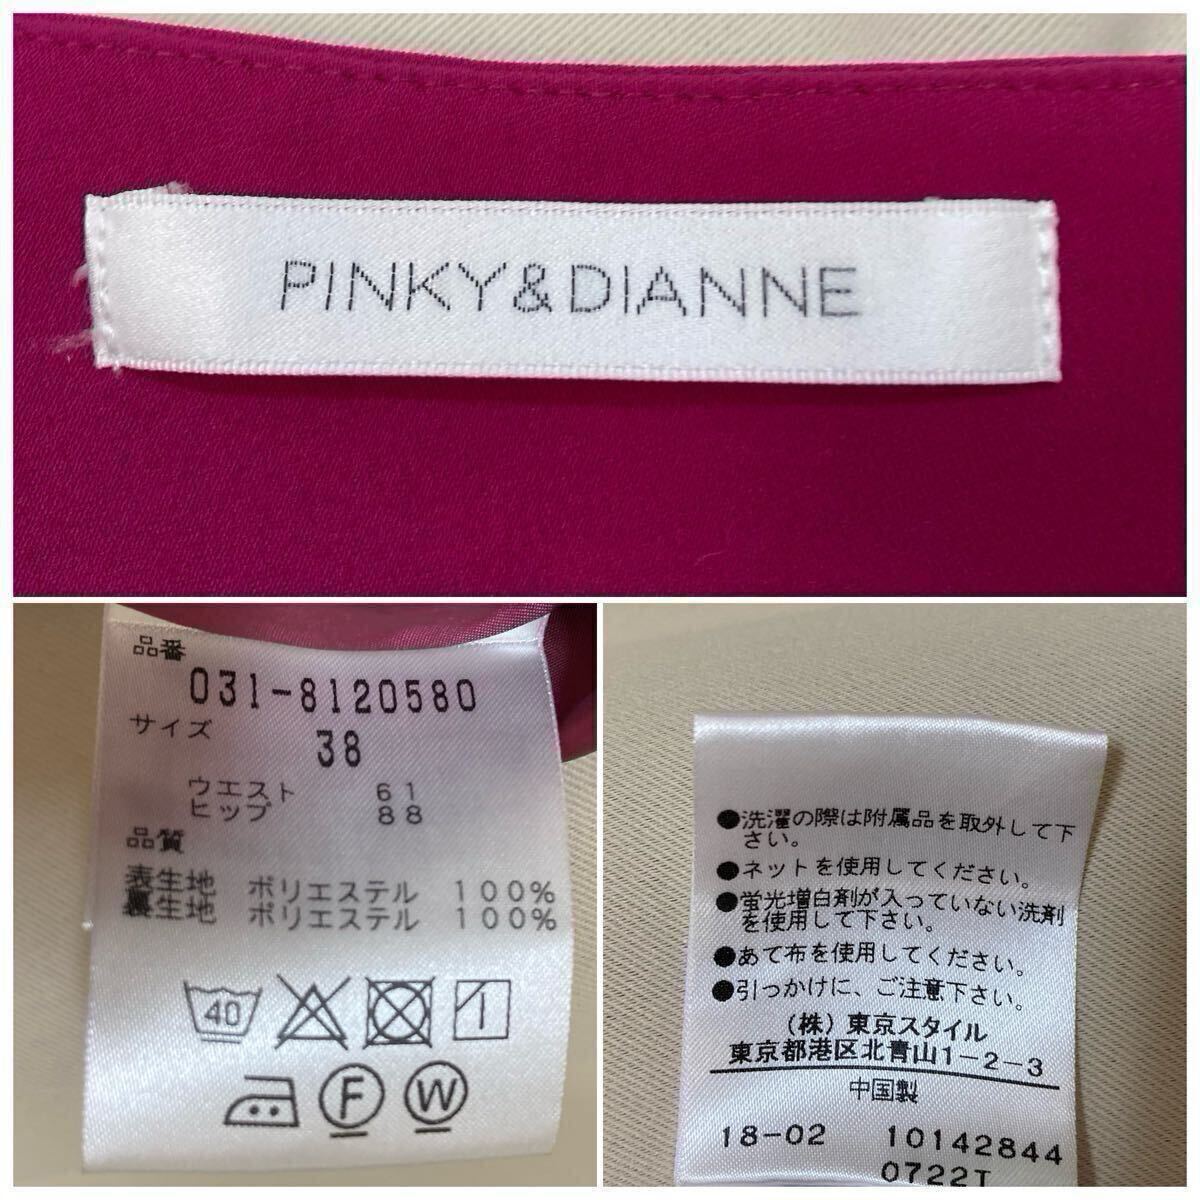 PINKY&DIANNE
品番
031-8120580
サイズ
38
ウエスト 61
ヒップ 88
品質
表生地 ポリエステル 100%
裏生地 ポリエステル 100%
40
F W
●洗濯の際は附属品を取外して下
さい。
●ネットを使用してください。
●蛍光増白剤が入っていない洗剤
を使用して下さい。
●あて布を使用してください。
●引っかけに、ご注意下さい。
(株)東京スタイル
東京都港区北青山1-2-3
中国製
18-02 10142844
0722T